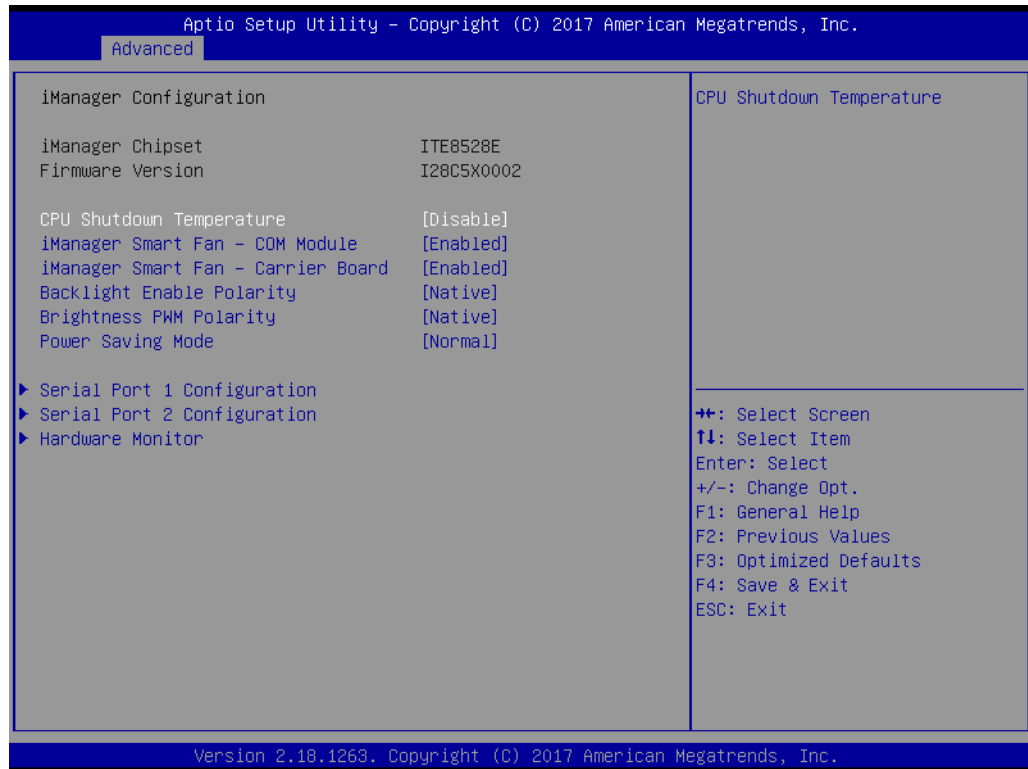 Aptio Setup Utility – Copyright (C) 2017 American Megatrends, Inc.
Advanced
iManager Configuration
iManager Chipset ITE8528E
Firmware Version I28C5X0002
CPU Shutdown Temperature [Disable]
iManager Smart Fan – COM Module [Enabled]
iManager Smart Fan – Carrier Board [Enabled]
Backlight Enable Polarity [Native]
Brightness PWM Polarity [Native]
Power Saving Mode [Normal]
▶ Serial Port 1 Configuration
▶ Serial Port 2 Configuration
▶ Hardware Monitor
CPU Shutdown Temperature
→←: Select Screen
↑↓: Select Item
Enter: Select
+/–: Change Opt.
F1: General Help
F2: Previous Values
F3: Optimized Defaults
F4: Save & Exit
ESC: Exit
Version 2.18.1263. Copyright (C) 2017 American Megatrends, Inc.